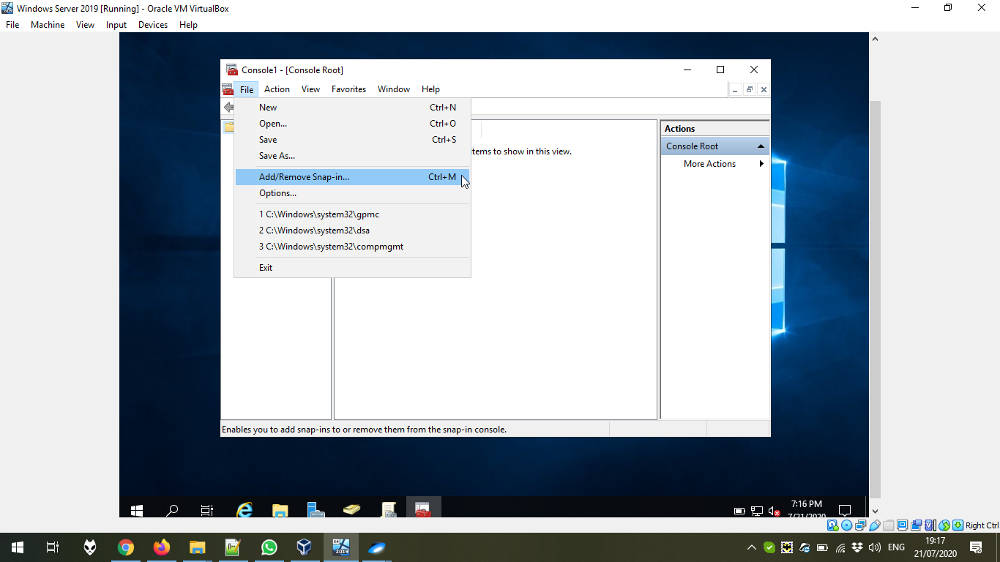 Windows Server 2019 [Running] - Oracle VM VirtualBox
File Machine View Input Devices Help
Console1 - [Console Root]
File Action View Favorites Window Help
New Ctrl+N
Open... Ctrl+O
Save Ctrl+S
Save As...
Add/Remove Snap-in... Ctrl+M
Options...
1 C:\Windows\system32\gpmc
2 C:\Windows\system32\dsa
3 C:\Windows\system32\compmgmt
Exit
tems to show in this view.
Actions
Console Root
More Actions
Enables you to add snap-ins to or remove them from the snap-in console.
7:16 PM
7/21/2020
Right Ctrl
64
2019
ENG
19:17
21/07/2020